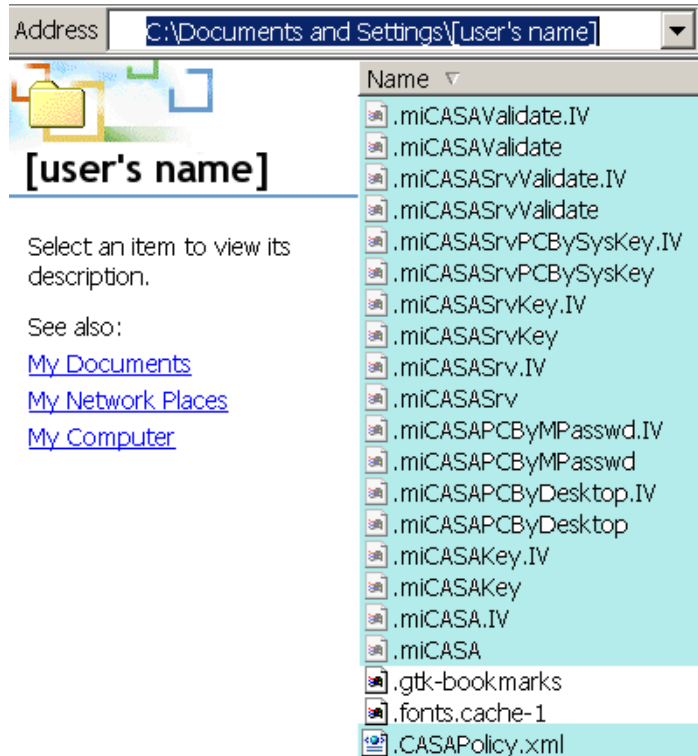 Address C:\Documents and Settings\[user's name]
[user's name]
Select an item to view its
description.
See also:
My Documents
My Network Places
My Computer
Name
.miCASAValidate.IV
.miCASAValidate
.miCASASrvValidate.IV
.miCASASrvValidate
.miCASASrvPCBySysKey.IV
.miCASASrvPCBySysKey
.miCASASrvKey.IV
.miCASASrvKey
.miCASASrv.IV
.miCASASrv
.miCASAPCByMPasswd.IV
.miCASAPCByMPasswd
.miCASAPCByDesktop.IV
.miCASAPCByDesktop
.miCASAKey.IV
.miCASAKey
.miCASA.IV
.miCASA
.gtk-bookmarks
.fonts.cache-1
.CASAPolicy.xml